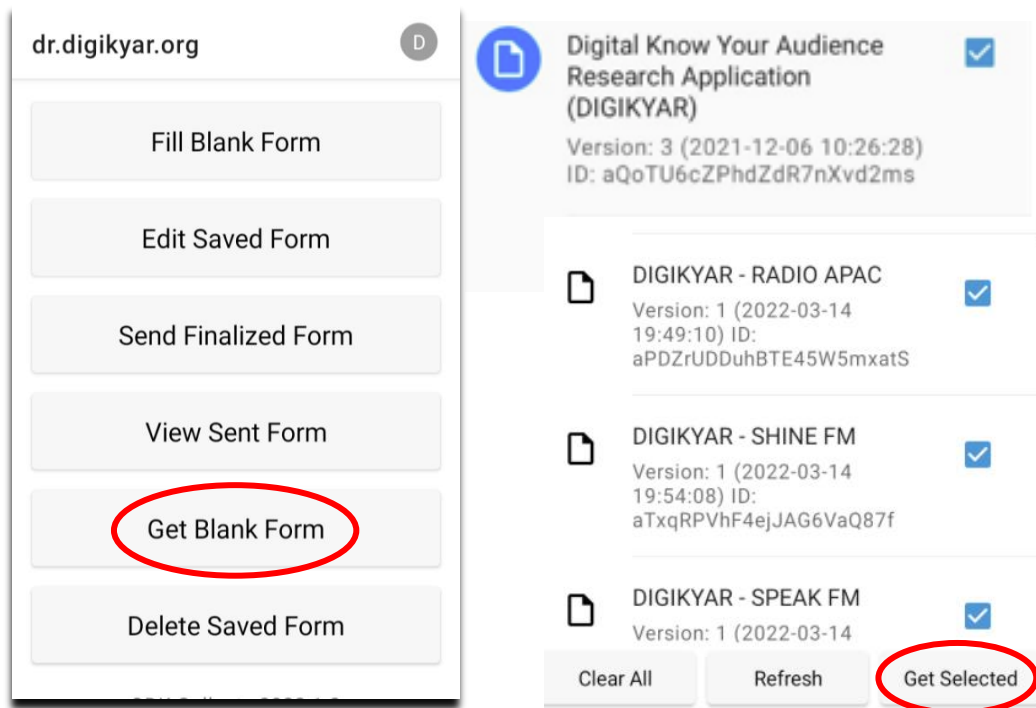 dr.digikyar.org
D
Fill Blank Form
Edit Saved Form
Send Finalized Form
View Sent Form
Get Blank Form
Delete Saved Form
Digital Know Your Audience
Research Application
(DIGIKYAR)
Version: 3 (2021-12-06 10:26:28)
ID: aQoTU6cZPhdZdR7nXvd2ms
DIGIKYAR - RADIO APAC
Version: 1 (2022-03-14
19:49:10) ID:
aPDZrUDDuhBTE45W5mxatS
DIGIKYAR - SHINE FM
Version: 1 (2022-03-14
19:54:08) ID:
aTxqRPVhF4ejJAG6VaQ87f
DIGIKYAR - SPEAK FM
Version: 1 (2022-03-14
Clear All
Refresh
Get Selected